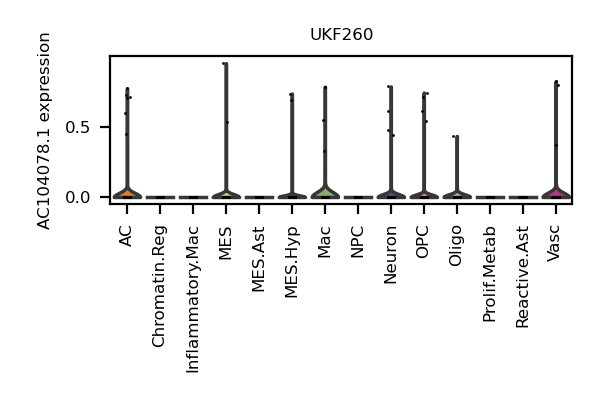 UKF260
AC104078.1 expression
0.5
0.0
AC
Chromatin.Reg
Inflammatory.Mac
MES
MES.Ast
MES.Hyp
Mac
NPC
Neuron
OPC
Oligo
Prolif.Metab
Reactive.Ast
Vasc